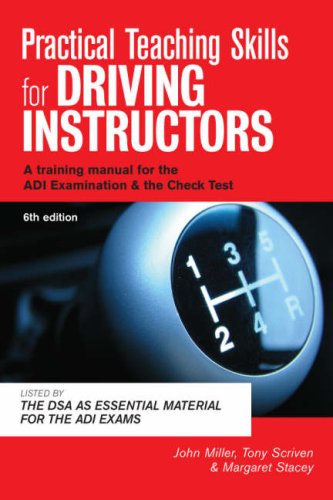 Practical Teaching Skills
for DRIVING
INSTRUCTORS
A training manual for the
ADI Examination & the Check Test
6th edition
1 3 5
2 4 R
LISTED BY
THE DSA AS ESSENTIAL MATERIAL
FOR THE ADI EXAMS
John Miller, Tony Scriven
& Margaret Stacey